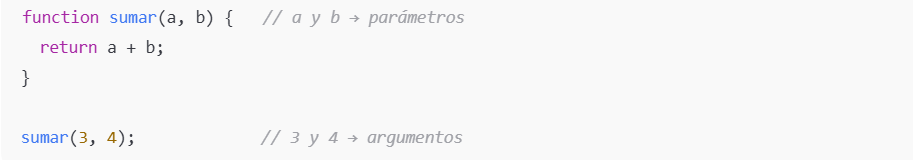 function sumar(a, b) {   // a y b → parámetros
  return a + b;
}
sumar(3, 4);             // 3 y 4 → argumentos